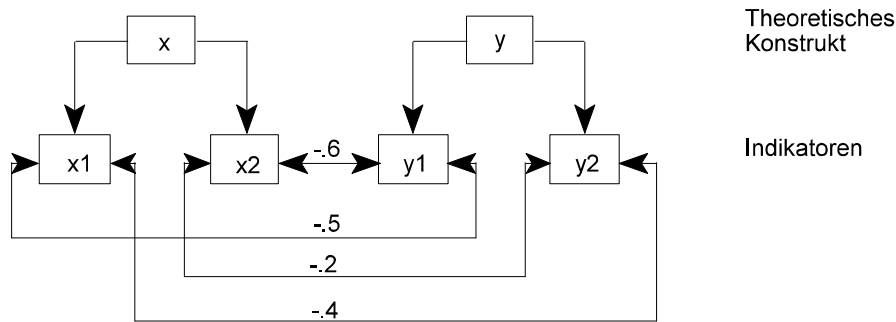 Theoretisches
Konstrukt
x
y
Indikatoren
x1
x2
-.6
y1
y2
-.5
-.2
-.4